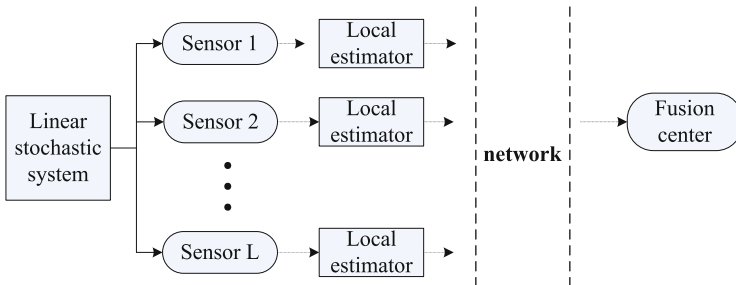 Linear
stochastic
system
Sensor 1
Local
estimator
Sensor 2
Local
estimator
Sensor L
Local
estimator
network
Fusion
center